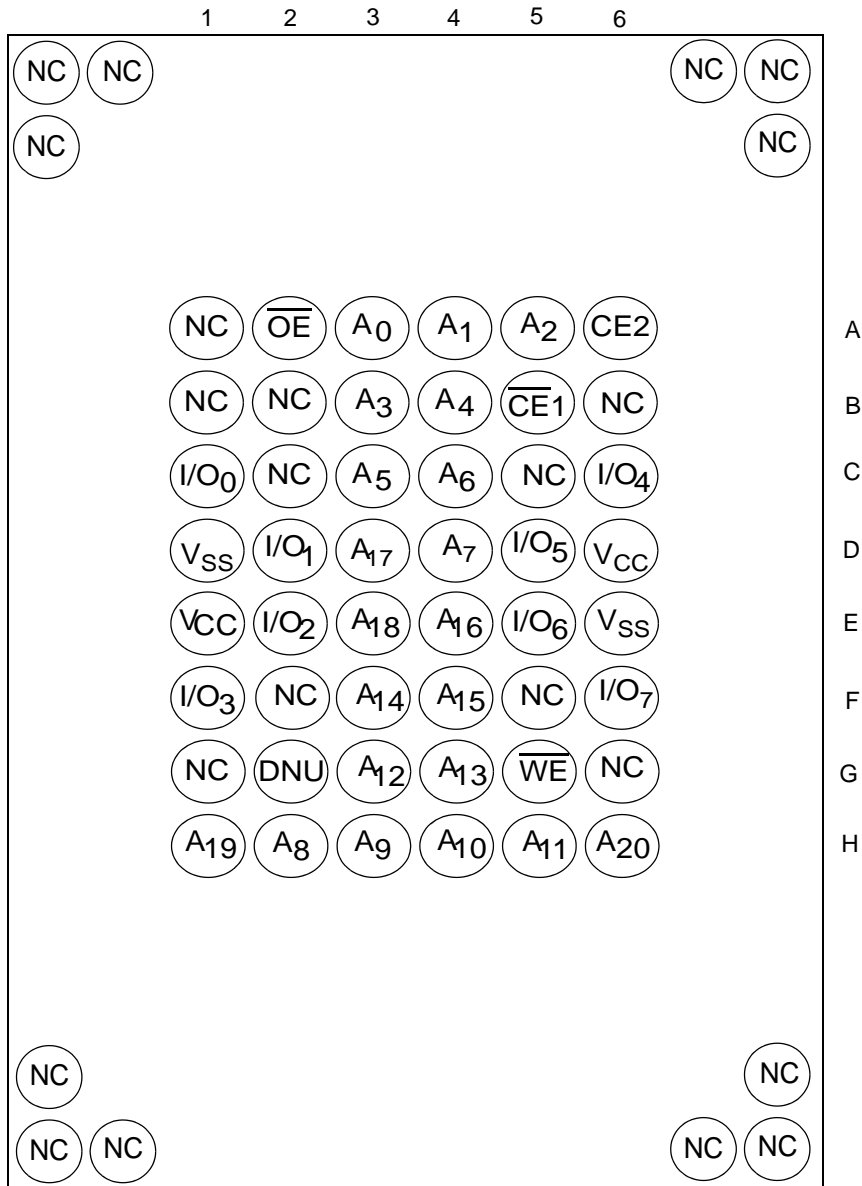 1 2 3 4 5 6
NC NC NC NC
NC NC
NC O̅E̅ A0 A1 A2 CE2 A
NC NC A3 A4 C̅E̅1 NC B
I/O0 NC A5 A6 NC I/O4 C
VSS I/O1 A17 A7 I/O5 VCC D
VCC I/O2 A18 A16 I/O6 VSS E
I/O3 NC A14 A15 NC I/O7 F
NC DNU A12 A13 W̅E̅ NC G
A19 A8 A9 A10 A11 A20 H
NC NC
NC NC NC NC